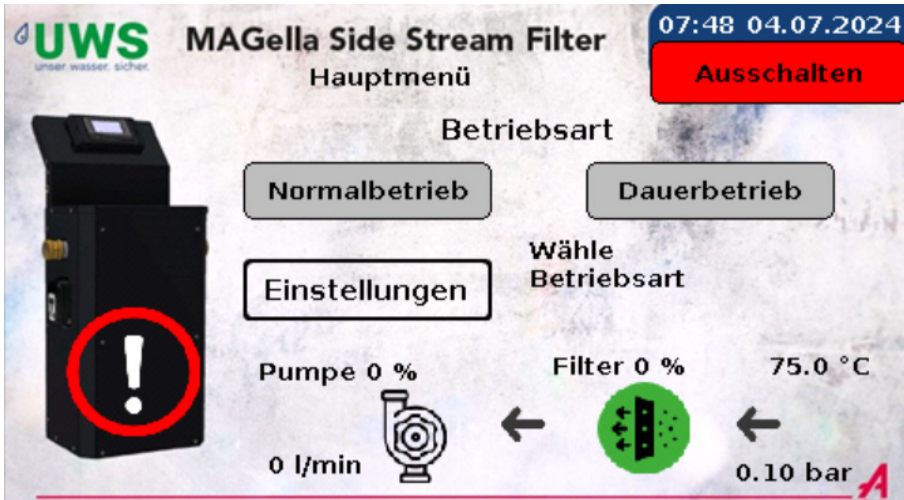 UWS
unser. wasser. sicher.
MAGella Side Stream Filter
07:48 04.07.2024
Hauptmenü
Ausschalten
Betriebsart
Normalbetrieb
Dauerbetrieb
Wähle
Betriebsart
Einstellungen
Pumpe 0 %
Filter 0 %
75.0 °C
0 l/min
0.10 bar